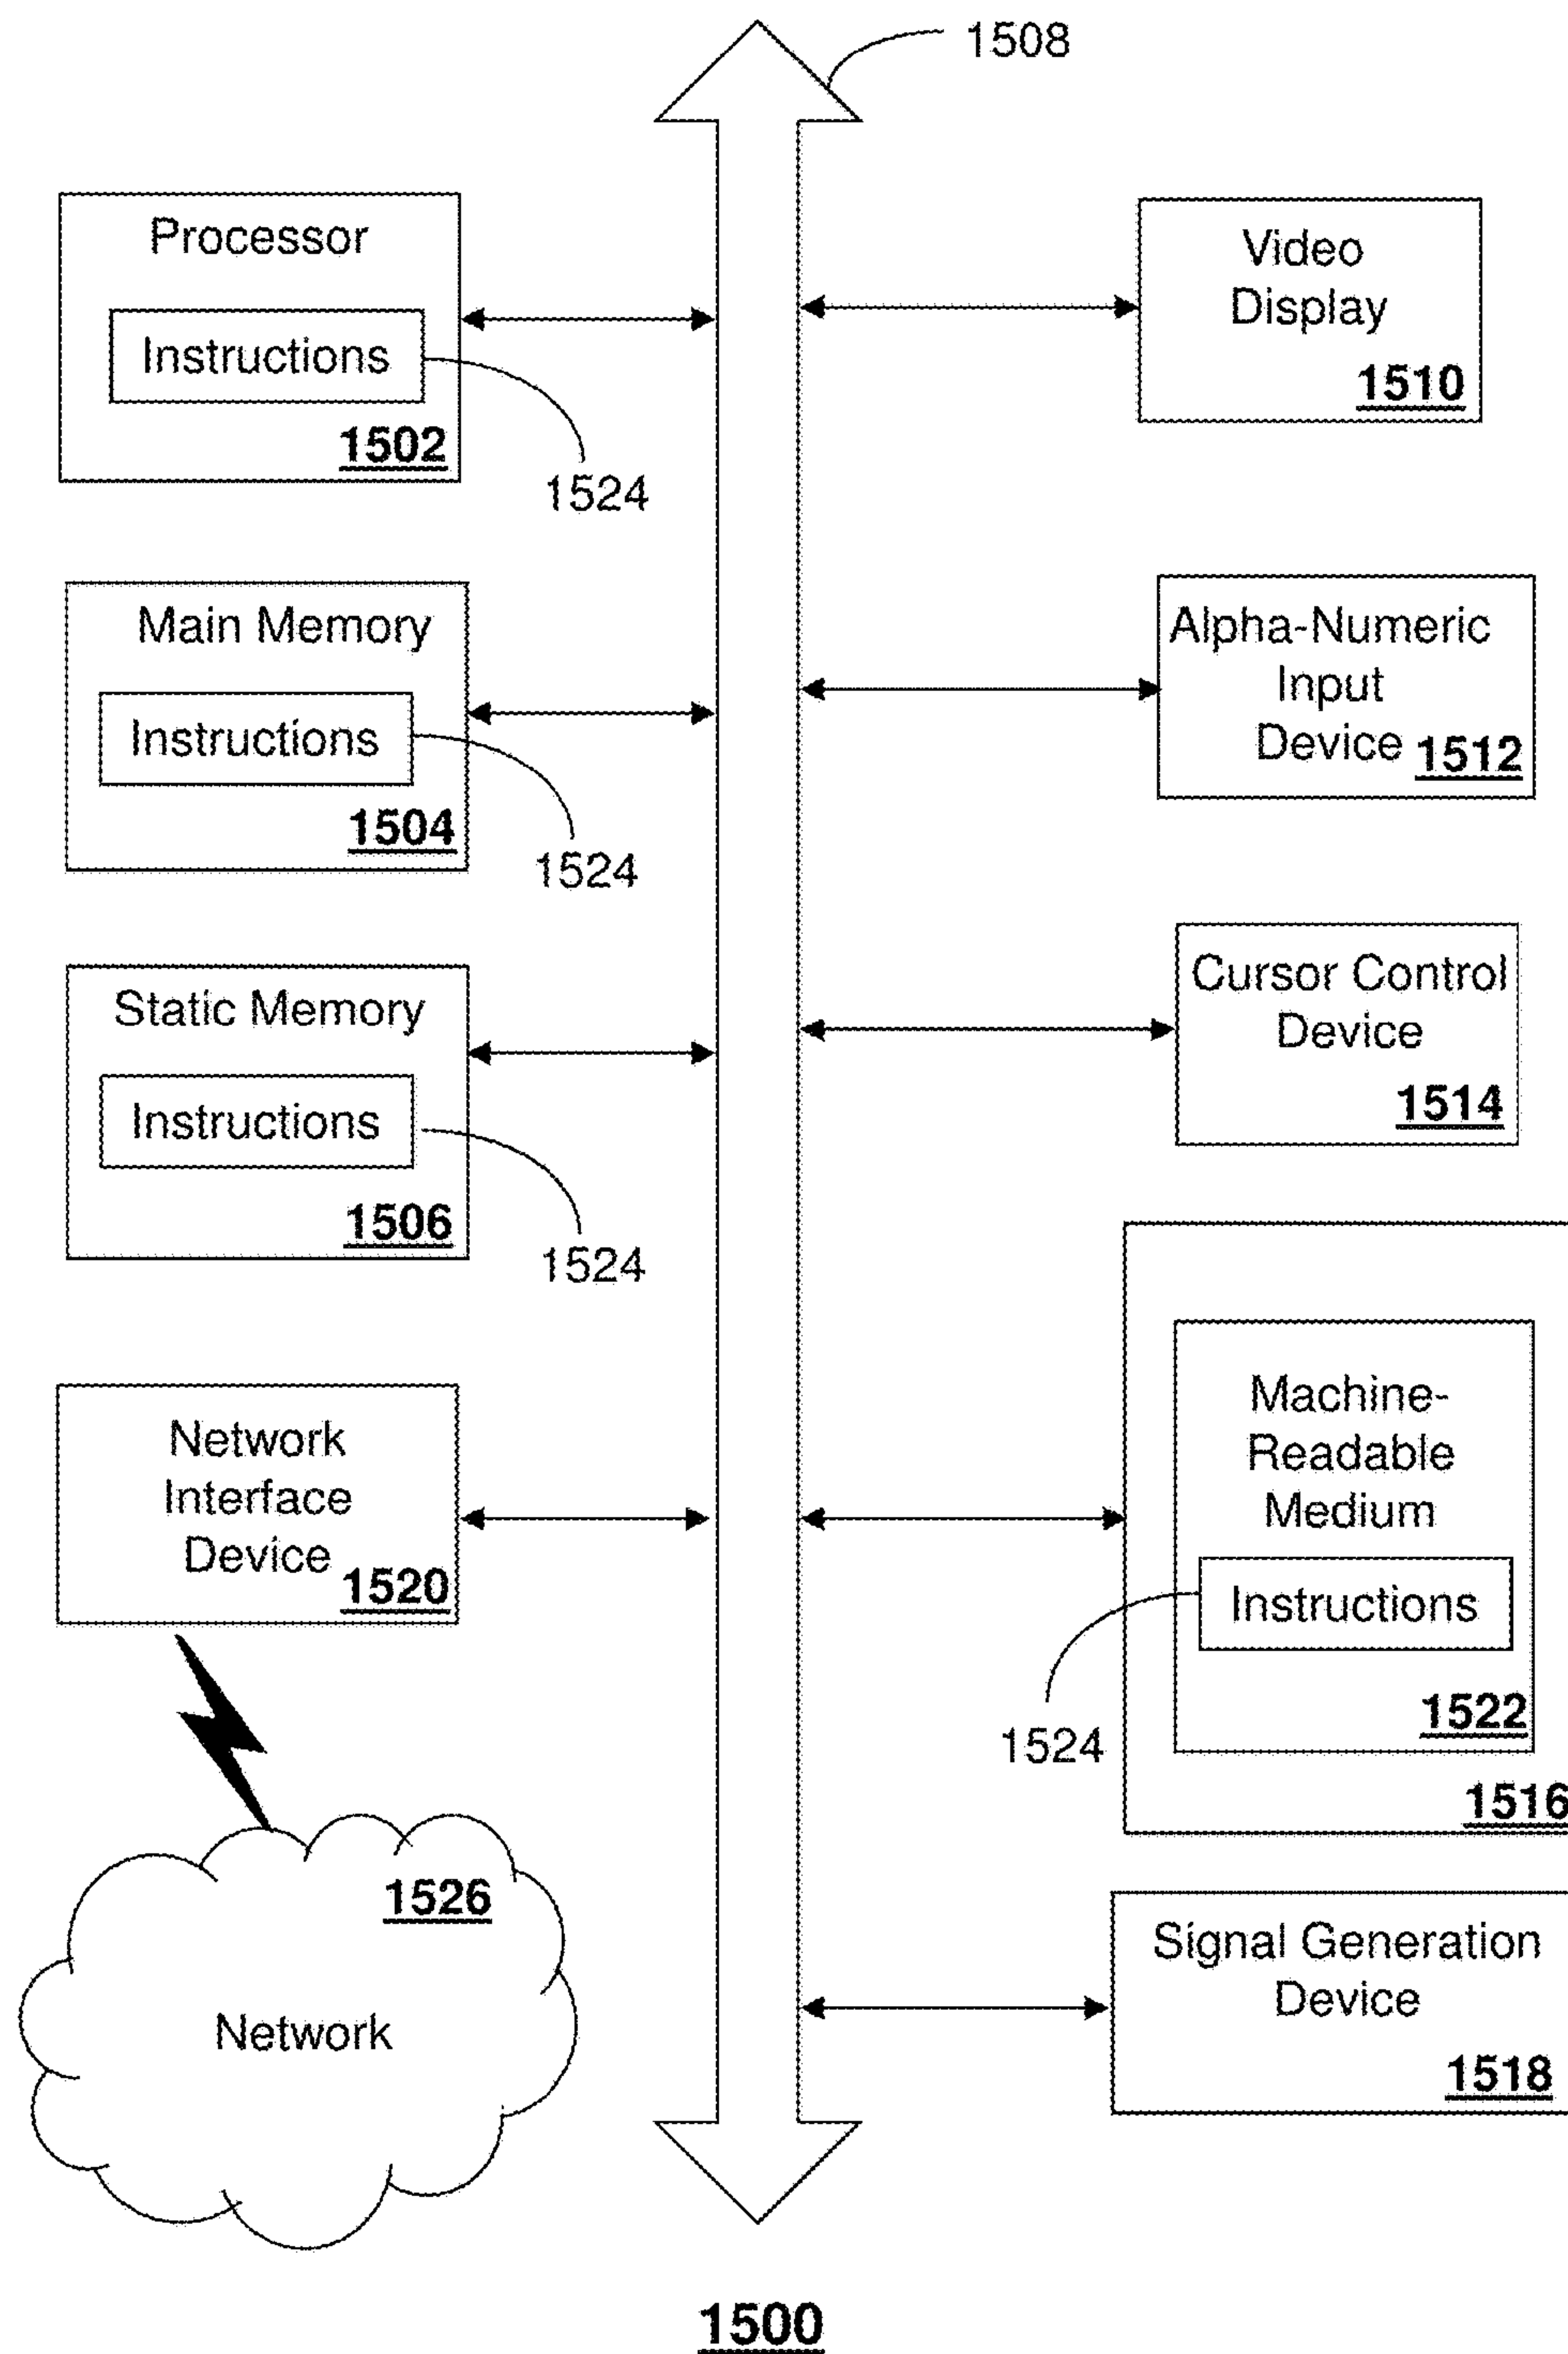 1508
Processor
Instructions
1502
1524
Video
Display
1510
Main Memory
Instructions
1504
1524
Alpha-Numeric
Input
Device 1512
Static Memory
Instructions
1506
1524
Cursor Control
Device
1514
Network
Interface
Device
1520
Machine-
Readable
Medium
Instructions
1524
1522
1516
1526
Network
Signal Generation
Device
1518
1500